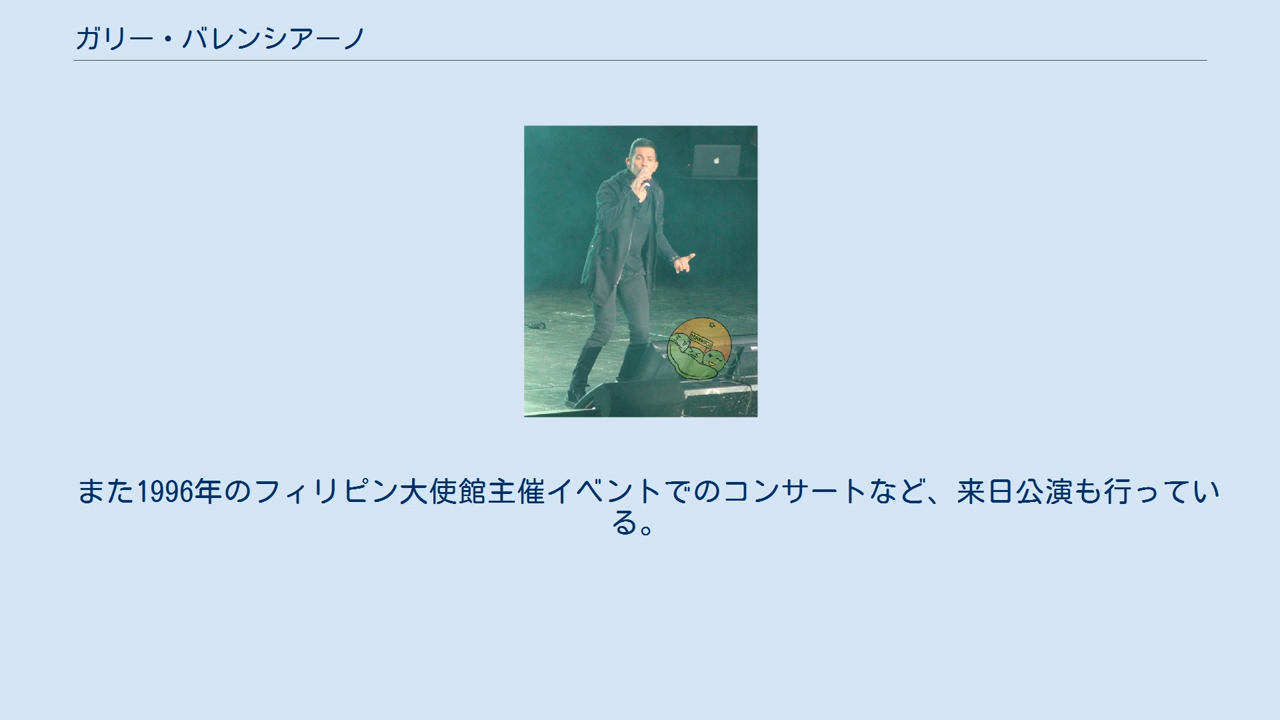 ガリー・バレンシアーノ
また1996年のフィリピン大使館主催イベントでのコンサートなど、来日公演も行ってい
る。